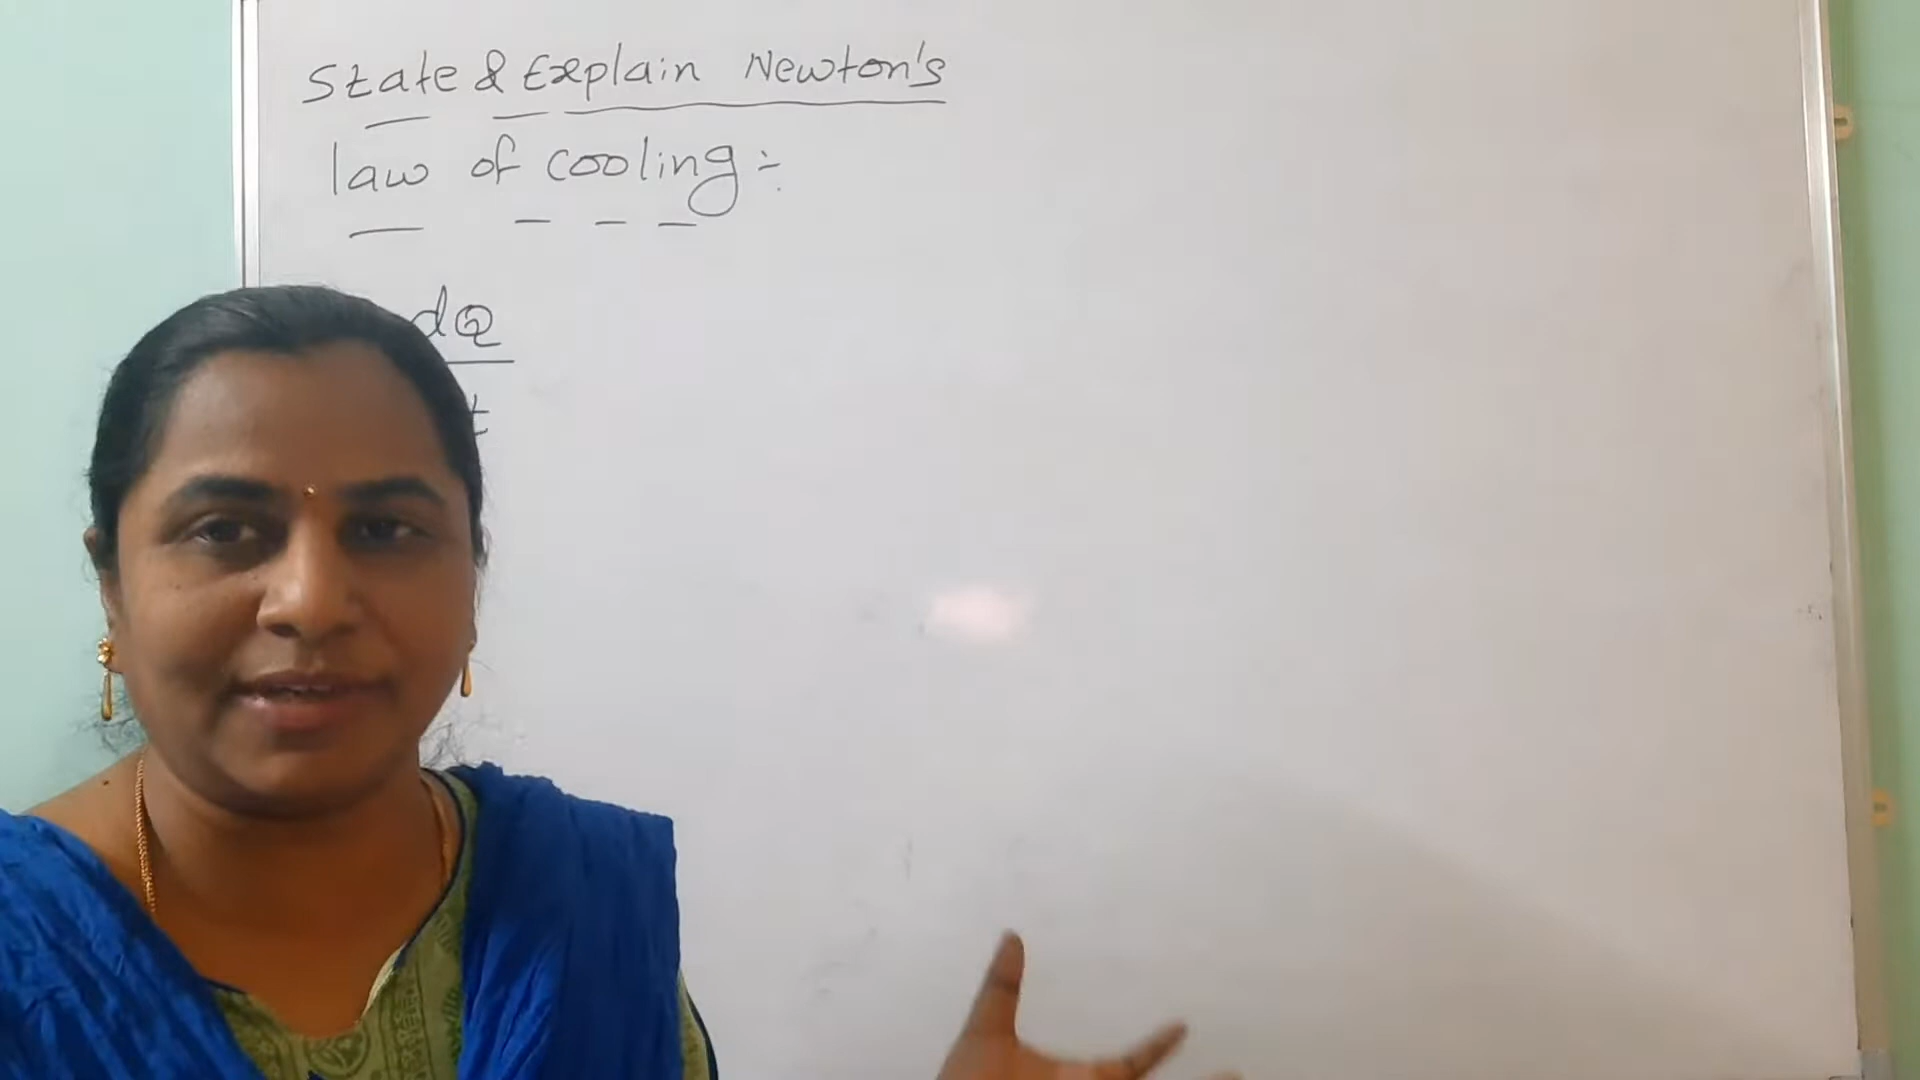 State & Explain Newton's
law of cooling :-
dQ
t